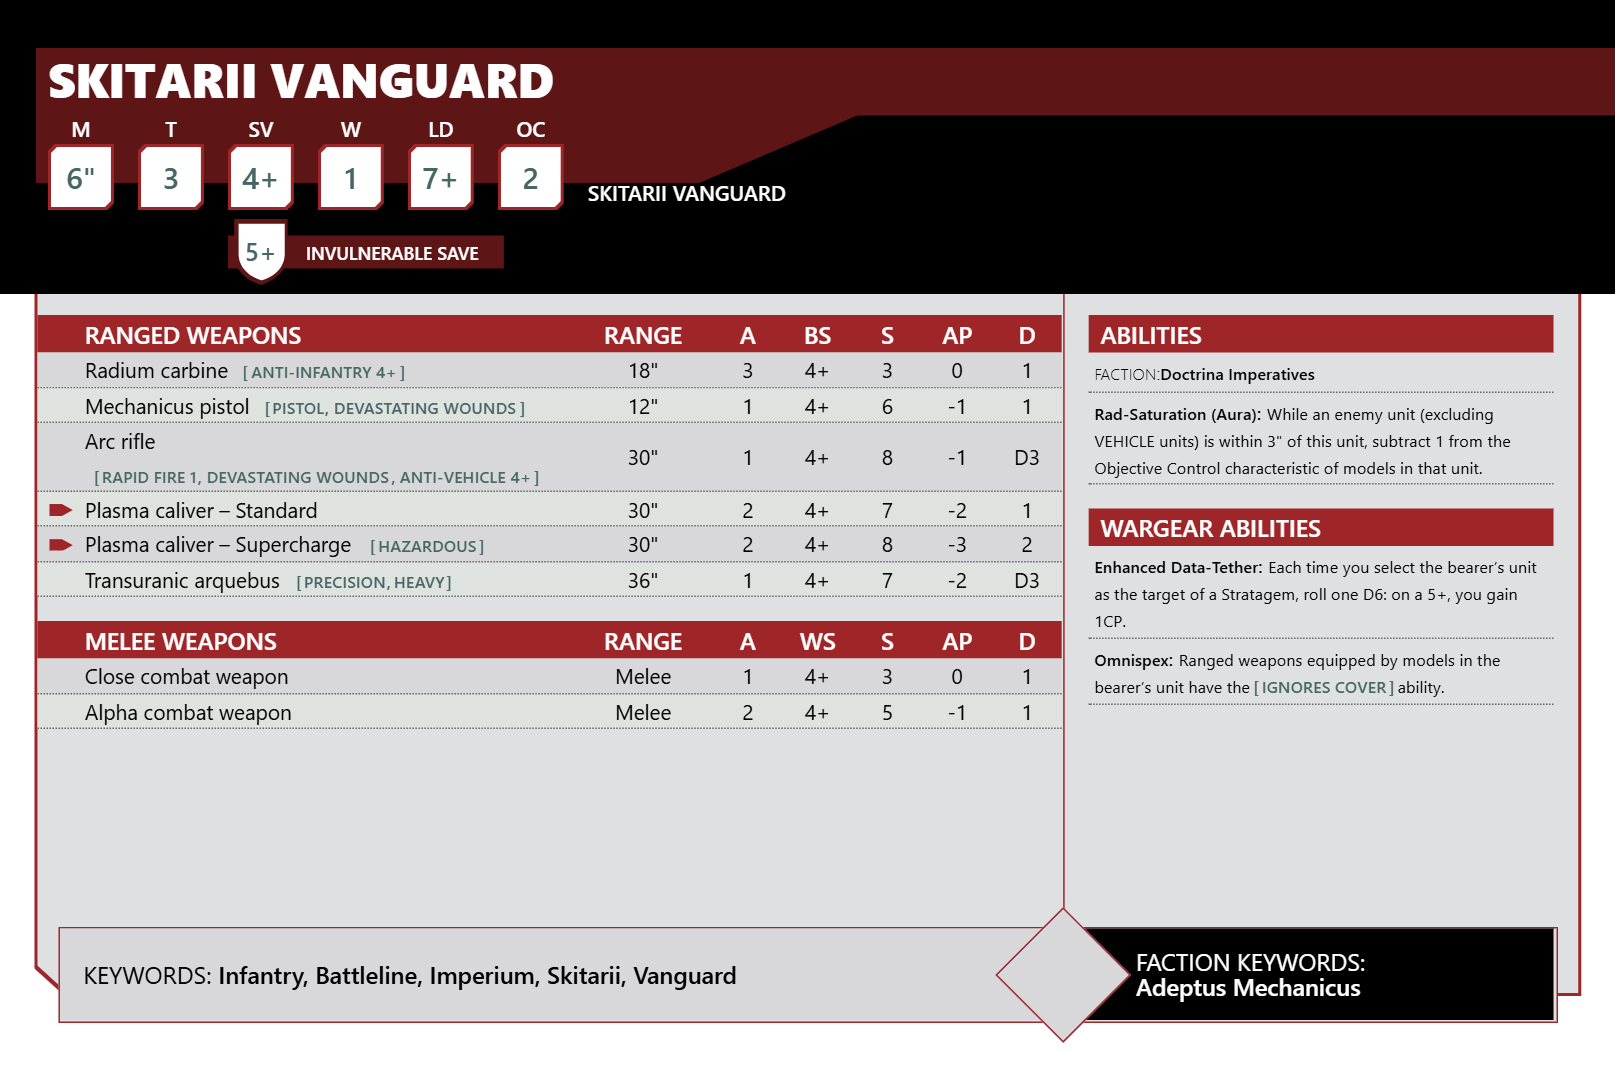 SKITARII VANGUARD
M T SV W LD OC
6" 3 4+ 1 7+ 2
SKITARII VANGUARD
5+ INVULNERABLE SAVE
RANGED WEAPONS RANGE A BS S AP D
Radium carbine [ANTI-INFANTRY 4+] 18" 3 4+ 3 0 1
Mechanicus pistol [PISTOL, DEVASTATING WOUNDS] 12" 1 4+ 6 -1 1
Arc rifle
[RAPID FIRE 1, DEVASTATING WOUNDS, ANTI-VEHICLE 4+] 30" 1 4+ 8 -1 D3
Plasma caliver – Standard 30" 2 4+ 7 -2 1
Plasma caliver – Supercharge [HAZARDOUS] 30" 2 4+ 8 -3 2
Transuranic arquebus [PRECISION, HEAVY] 36" 1 4+ 7 -2 D3
MELEE WEAPONS RANGE A WS S AP D
Close combat weapon Melee 1 4+ 3 0 1
Alpha combat weapon Melee 2 4+ 5 -1 1
ABILITIES
FACTION:Doctrina Imperatives
Rad-Saturation (Aura): While an enemy unit (excluding
VEHICLE units) is within 3" of this unit, subtract 1 from the
Objective Control characteristic of models in that unit.
WARGEAR ABILITIES
Enhanced Data-Tether: Each time you select the bearer's unit
as the target of a Stratagem, roll one D6: on a 5+, you gain
1CP.
Omnispex: Ranged weapons equipped by models in the
bearer's unit have the [IGNORES COVER] ability.
KEYWORDS: Infantry, Battleline, Imperium, Skitarii, Vanguard
FACTION KEYWORDS:
Adeptus Mechanicus